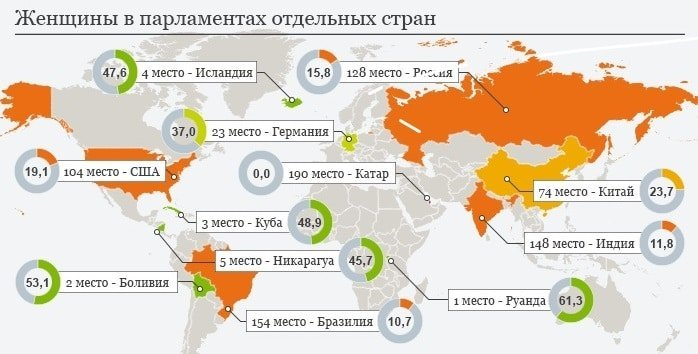 Женщины в парламентах отдельных стран
47,6
4 место - Исландия
15,8
128 место - Россия
37,0
23 место - Германия
19,1
104 место - США
0,0
190 место - Катар
74 место - Китай
23,7
3 место - Куба
48,9
148 место - Индия
11,8
5 место - Никарагуа
45,7
53,1
2 место - Боливия
1 место - Руанда
61,3
154 место - Бразилия
10,7